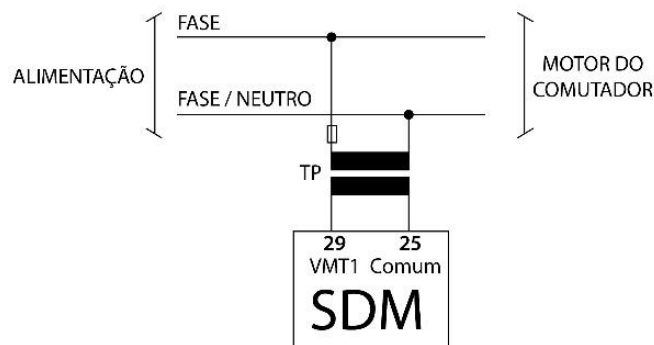 FASE
ALIMENTAÇÃO
FASE / NEUTRO
MOTOR DO
COMUTADOR
TP
29 25
VMT1 Comum
SDM